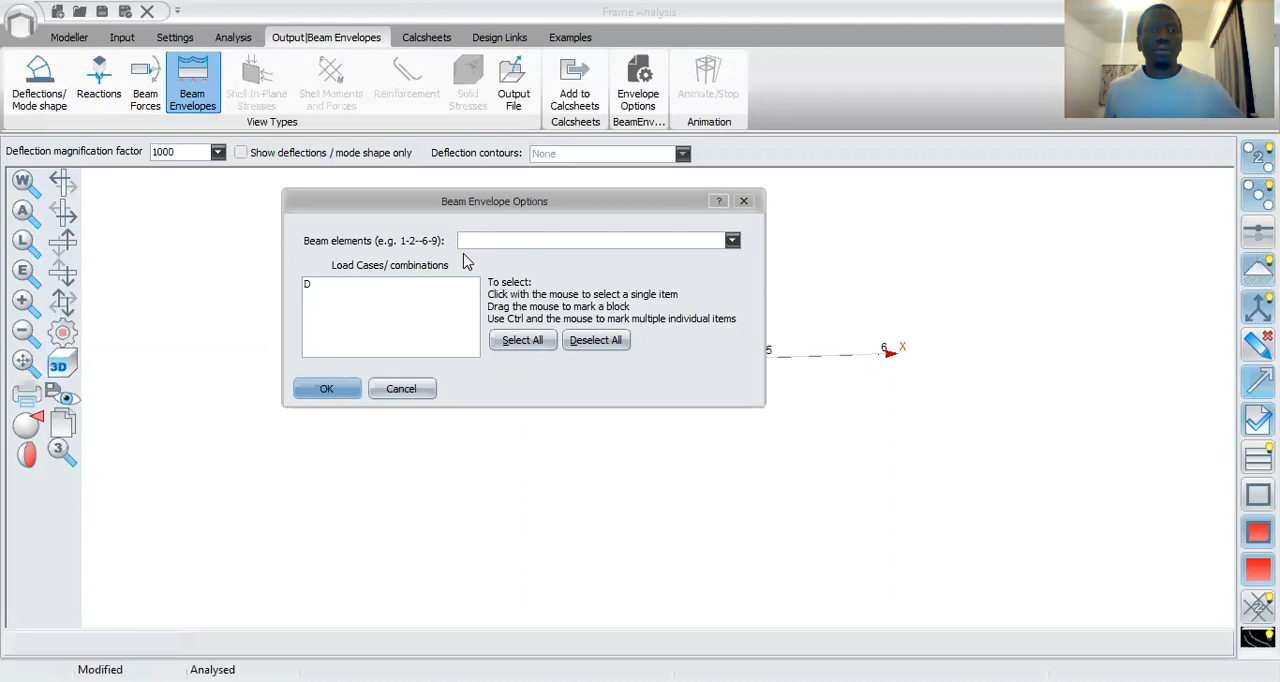 Frame Analysis
Modeller Input Settings Analysis Output|Beam Envelopes Calcsheets Design Links Examples
Deflections/ Mode shape
Reactions
Beam Forces
Beam Envelopes
Shell In-Plane Stresses
Shell Moments and Forces
Reinforcement
Solid Stresses
Output File
Add to Calcsheets
Envelope Options
Animate/Stop
View Types Calcsheets BeamEnv... Animation
Deflection magnification factor 1000 Show deflections / mode shape only Deflection contours: None
Beam Envelope Options
?
Beam elements (e.g. 1-2--6-9):
Load Cases/ combinations
D
To select:
Click with the mouse to select a single item
Drag the mouse to mark a block
Use Ctrl and the mouse to mark multiple individual items
Select All Deselect All
OK Cancel
5 6 X
W
A
L
E
3D
3
2
Modified Analysed